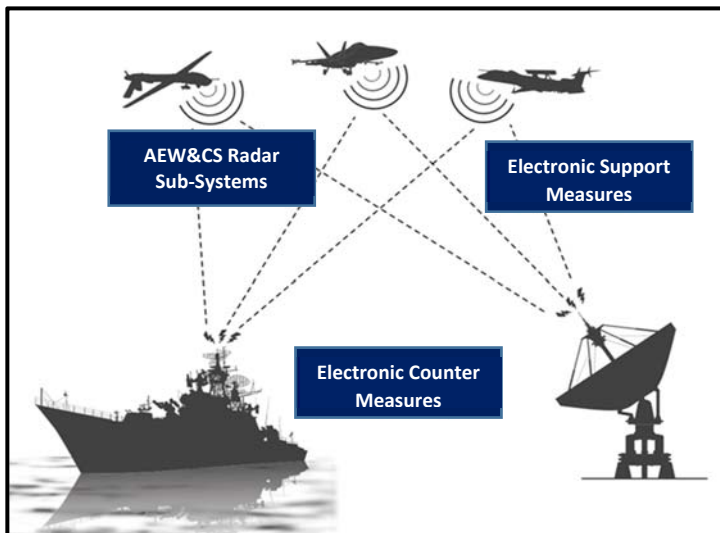 AEW&CS Radar
Sub-Systems
Electronic Support
Measures
Electronic Counter
Measures